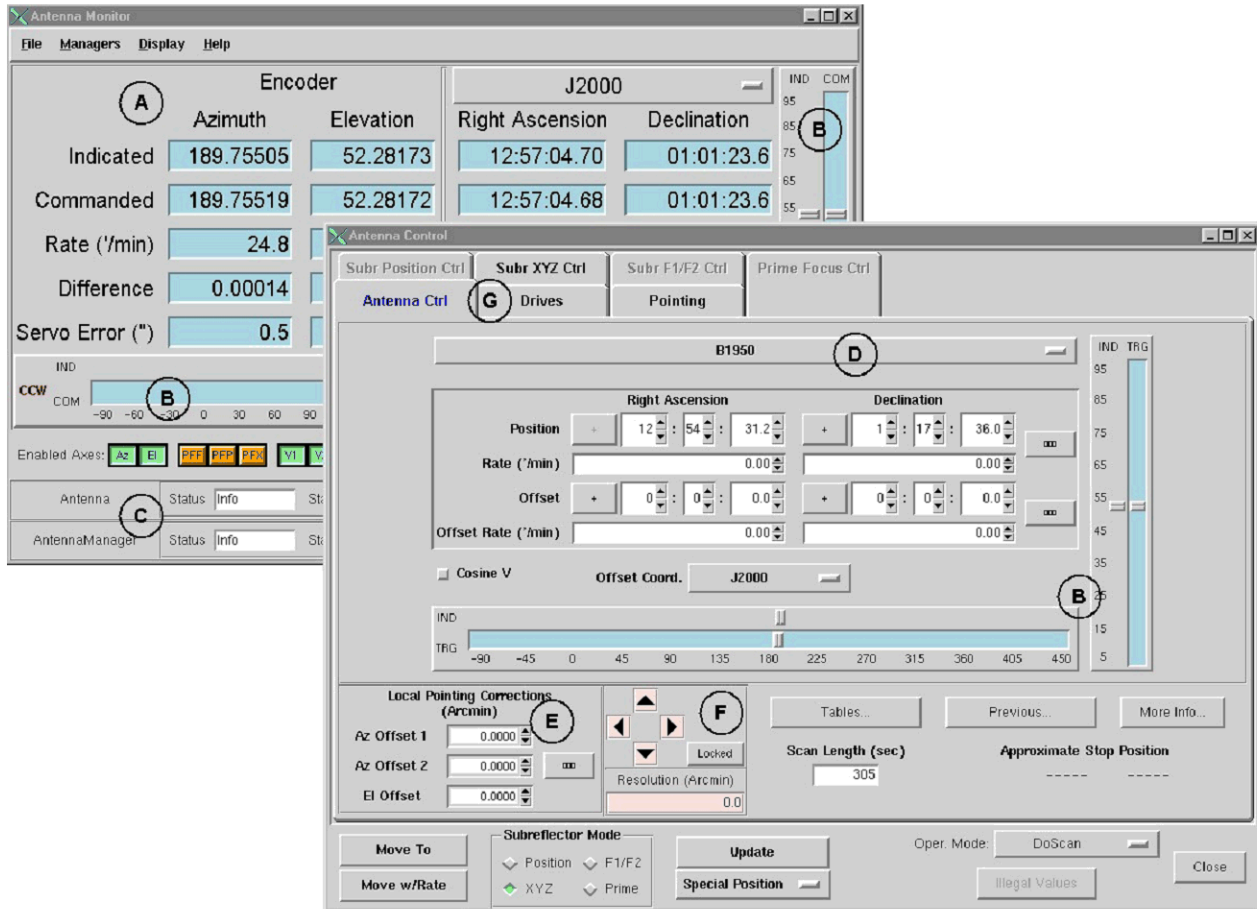 Antenna Monitor
File Managers Display Help
Encoder J2000 IND COM
A
Azimuth Elevation Right Ascension Declination
95
85 B
Indicated 189.75505 52.28173 12:57:04.70 01:01:23.6 75
65
Commanded 189.75519 52.28172 12:57:04.68 01:01:23.6 55
Rate ('/min) 24.8
Difference 0.00014
Servo Error (") 0.5
IND
CCW
COM B
-90 -60 -30 0 30 60 90
Enabled Axes: Az El PFF PFP PFX V1
Antenna Status Info
C
AntennaManager Status Info
Antenna Control
Subr Position Ctrl Subr XYZ Ctrl Subr F1/F2 Ctrl Prime Focus Ctrl
Antenna Ctrl G Drives Pointing
B1950 D
IND TRG
95
85
75
65
55
45
35
25 B
15
5
Right Ascension Declination
Position + 12 : 54 : 31.2 + 1 : 17 : 36.0
Rate ('/min) 0.00 0.00
Offset + 0 : 0 : 0.0 + 0 : 0 : 0.0
Offset Rate ('/min) 0.00 0.00
Cosine V Offset Coord. J2000
IND
TRG
-90 -45 0 45 90 135 180 225 270 315 360 405 450
Local Pointing Corrections
(Arcmin) E
Az Offset 1 0.0000
Az Offset 2 0.0000
El Offset 0.0000
F
Locked
Resolution (Arcmin)
0.0
Tables... Previous... More Info...
Scan Length (sec) Approximate Stop Position
305 ----- -----
Move To
Move w/Rate
Subreflector Mode
Position F1/F2
XYZ Prime
Update
Special Position
Oper. Mode: DoScan
Illegal Values
Close